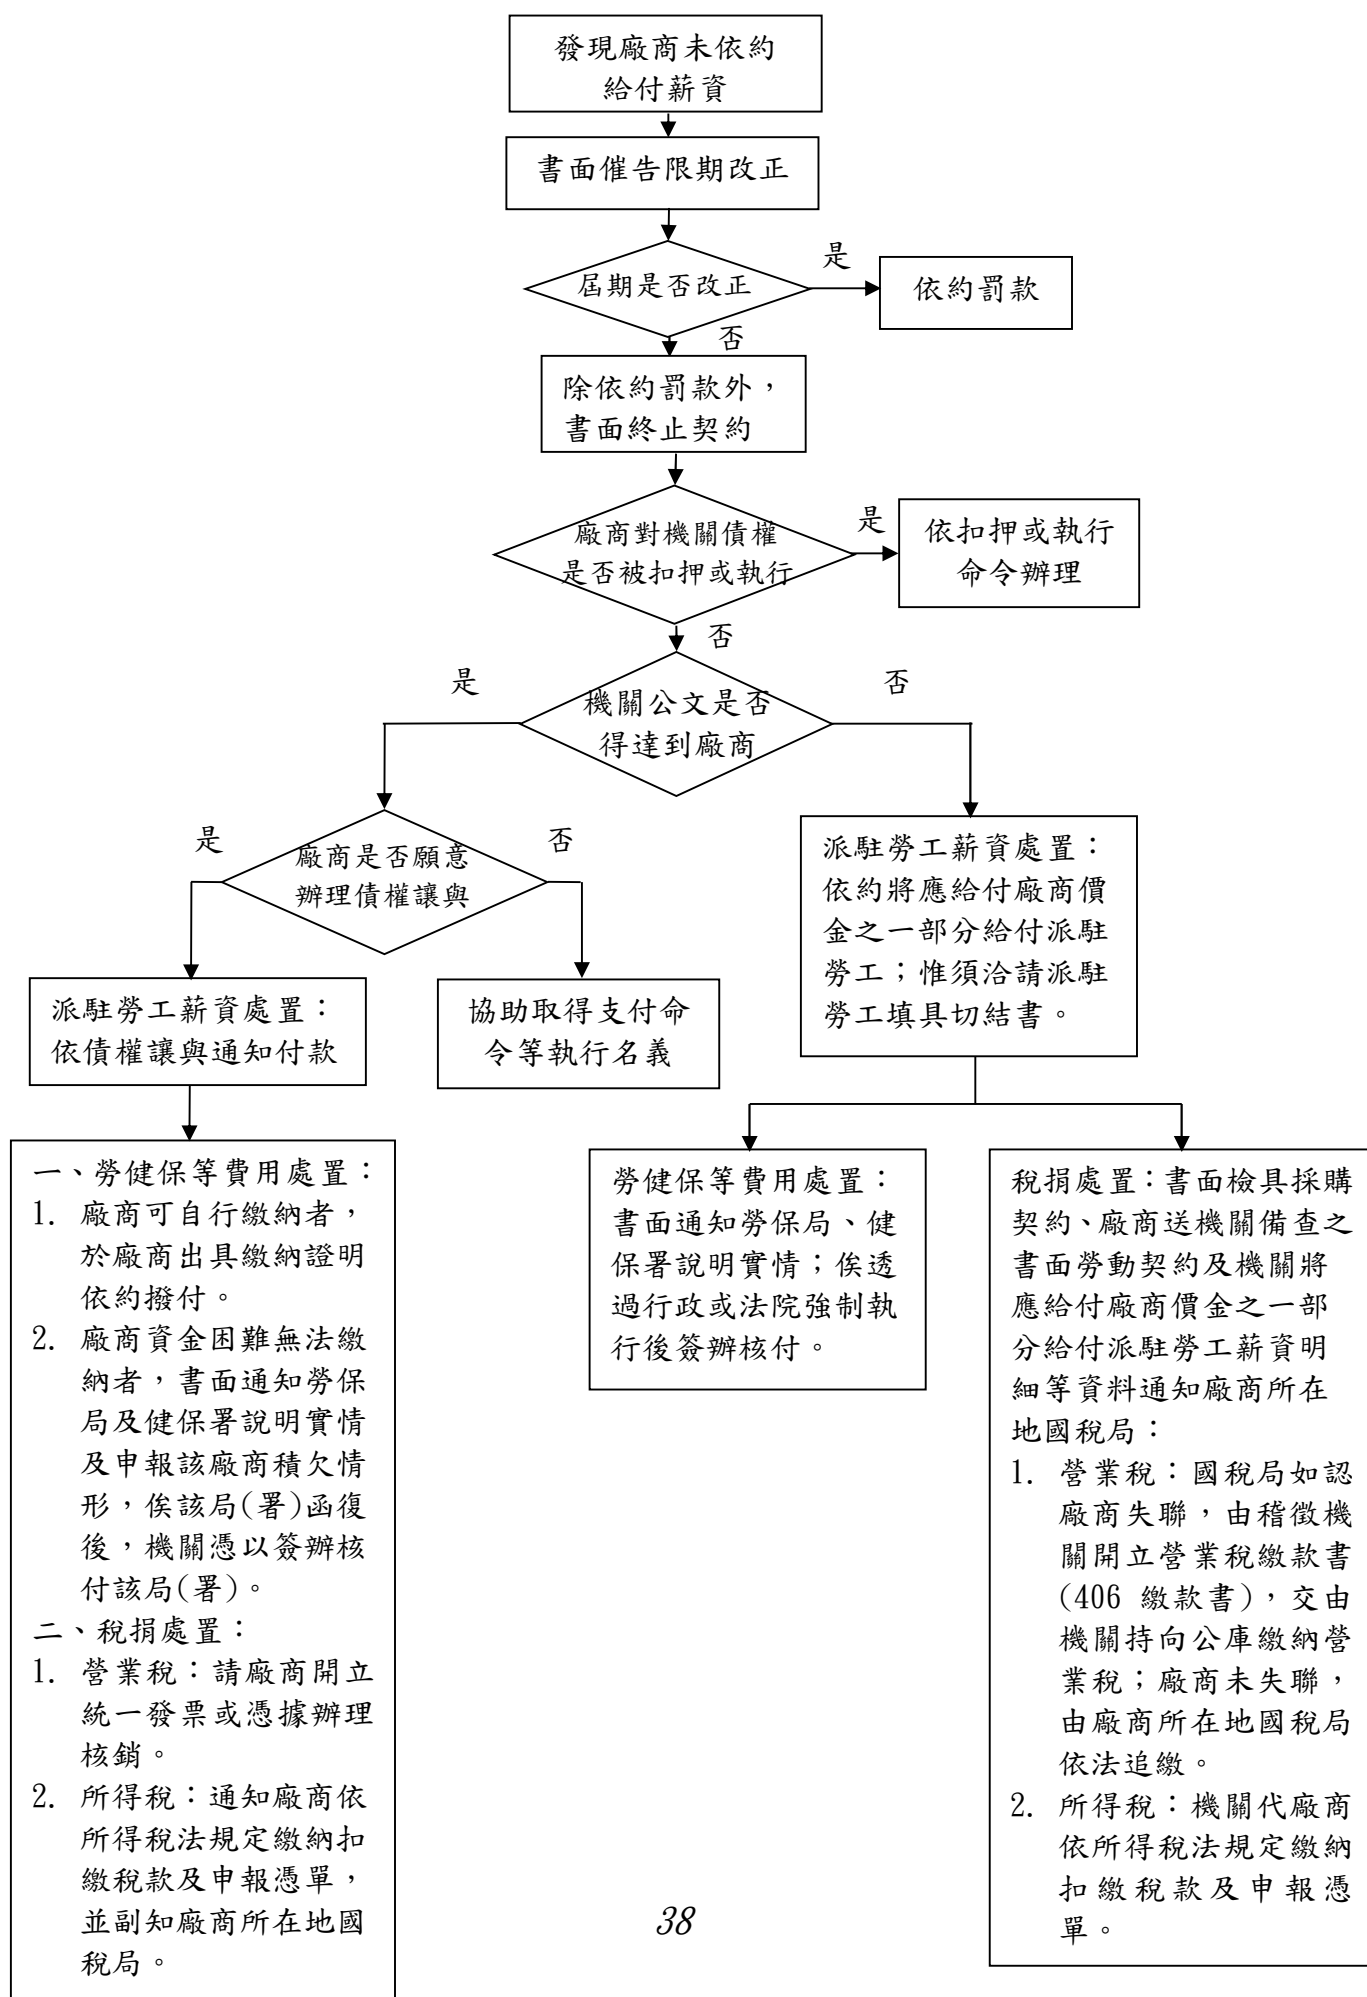 發現廠商未依約
給付薪資
書面催告限期改正
屆期是否改正
是
依約罰款
否
除依約罰款外，
書面終止契約
廠商對機關債權
是否被扣押或執行
是
依扣押或執行
命令辦理
否
機關公文是否
得達到廠商
是
否
廠商是否願意
辦理債權讓與
是
否
派駐勞工薪資處置：
依約將應給付廠商價
金之一部分給付派駐
勞工；惟須洽請派駐
勞工填具切結書。
派駐勞工薪資處置：
依債權讓與通知付款
協助取得支付命
令等執行名義
一、勞健保等費用處置：
1. 廠商可自行繳納者，
於廠商出具繳納證明
依約撥付。
2. 廠商資金困難無法繳
納者，書面通知勞保
局及健保署說明實情
及申報該廠商積欠情
形，俟該局(署)函復
後，機關憑以簽辦核
付該局(署)。
二、稅捐處置：
1. 營業稅：請廠商開立
統一發票或憑據辦理
核銷。
2. 所得稅：通知廠商依
所得稅法規定繳納扣
繳稅款及申報憑單，
並副知廠商所在地國
稅局。
勞健保等費用處置：
書面通知勞保局、健
保署說明實情；俟透
過行政或法院強制執
行後簽辦核付。
稅捐處置：書面檢具採購
契約、廠商送機關備查之
書面勞動契約及機關將
應給付廠商價金之一部
分給付派駐勞工薪資明
細等資料通知廠商所在
地國稅局：
1. 營業稅：國稅局如認
廠商失聯，由稽徵機
關開立營業稅繳款書
(406 繳款書)，交由
機關持向公庫繳納營
業稅；廠商未失聯，
由廠商所在地國稅局
依法追繳。
2. 所得稅：機關代廠商
依所得稅法規定繳納
扣繳稅款及申報憑
單。
38